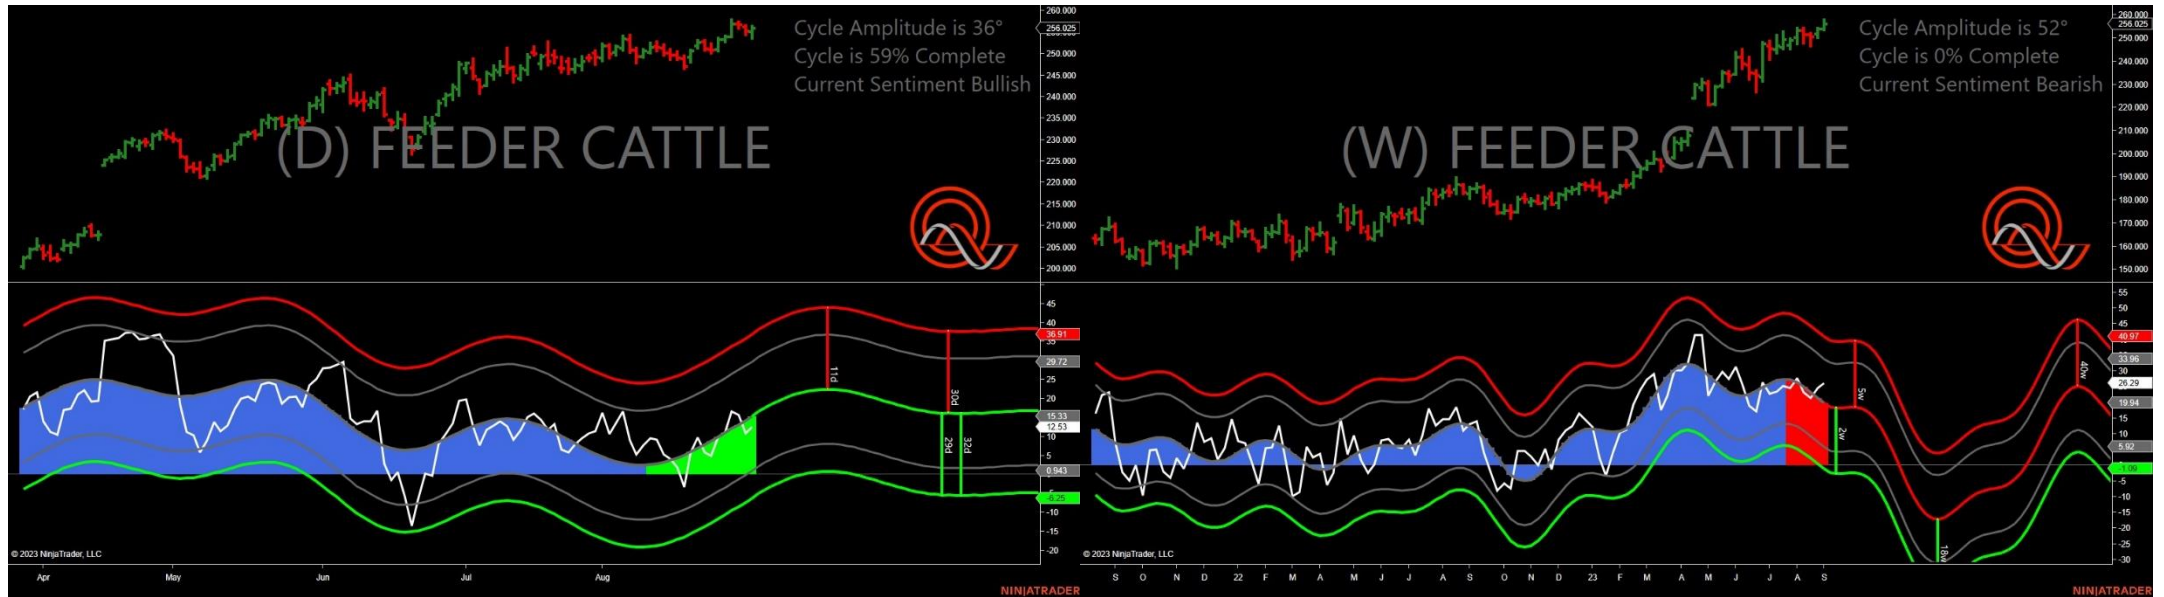 Cycle Amplitude is 36°
Cycle is 59% Complete
Current Sentiment Bullish
(D) FEEDER CATTLE
260.000
256.025
250.000
245.000
240.000
235.000
230.000
225.000
220.000
215.000
210.000
205.000
200.000
45
40
36.91
35
29.72
25
20
15.33
12.53
10
5
0.943
-6.25
-10
-15
-20
11d
30d
29d
32d
© 2023 NinjaTrader, LLC
Apr May Jun Jul Aug
NINJATRADER
Cycle Amplitude is 52°
Cycle is 0% Complete
Current Sentiment Bearish
(W) FEEDER CATTLE
260.000
256.025
250.000
240.000
230.000
220.000
210.000
200.000
190.000
180.000
170.000
160.000
150.000
55
50
45
40.97
33.96
30
26.29
19.94
15
10
5.92
-1.09
-5
-10
-15
-20
-25
-30
5w
2w
18w
40w
© 2023 NinjaTrader, LLC
S O N D 22 F M A M J J A S O N D 23 F M A M J J A S
NINJATRADER